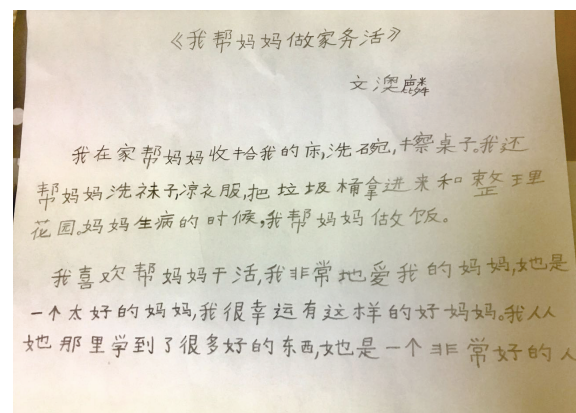 《我帮妈妈做家务活》
文澳麟
我在家帮妈妈收拾我的床,洗碗,擦桌子。我还
帮妈妈洗袜子,凉衣服,把垃圾桶拿进来和整理
花园。妈妈生病的时候,我帮妈妈做饭。
我喜欢帮妈妈干活,我非常地爱我的妈妈,她也是
一个太好的妈妈,我很幸运有这样的好妈妈。我从
她那里学到了很多好的东西,她也是一个非常好的人